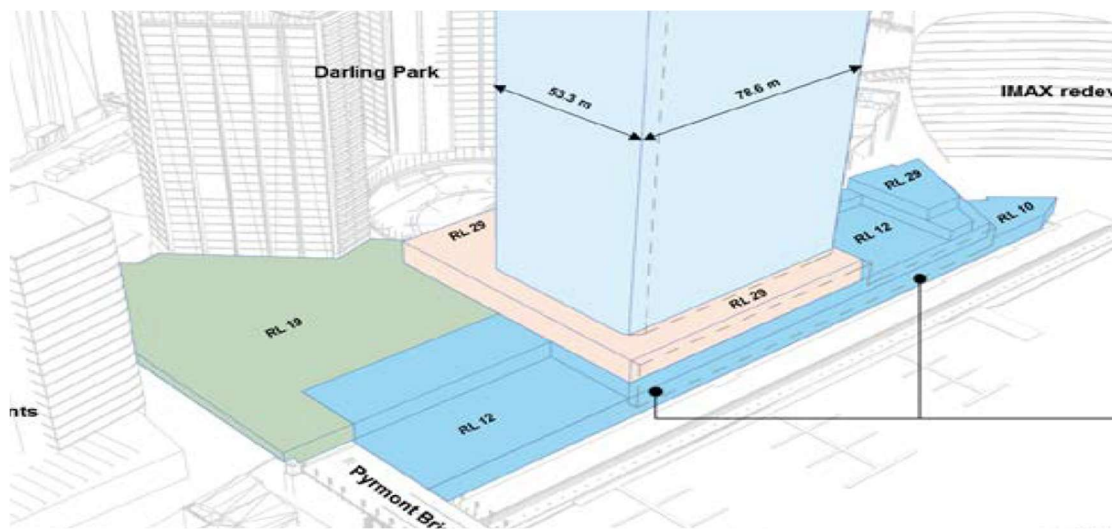 Darling Park
53.3 m
78.6 m
IMAX redev
RL 29
RL 29
RL 10
RL 12
RL 29
RL 19
RL 12
nts
Pyrmont Bri